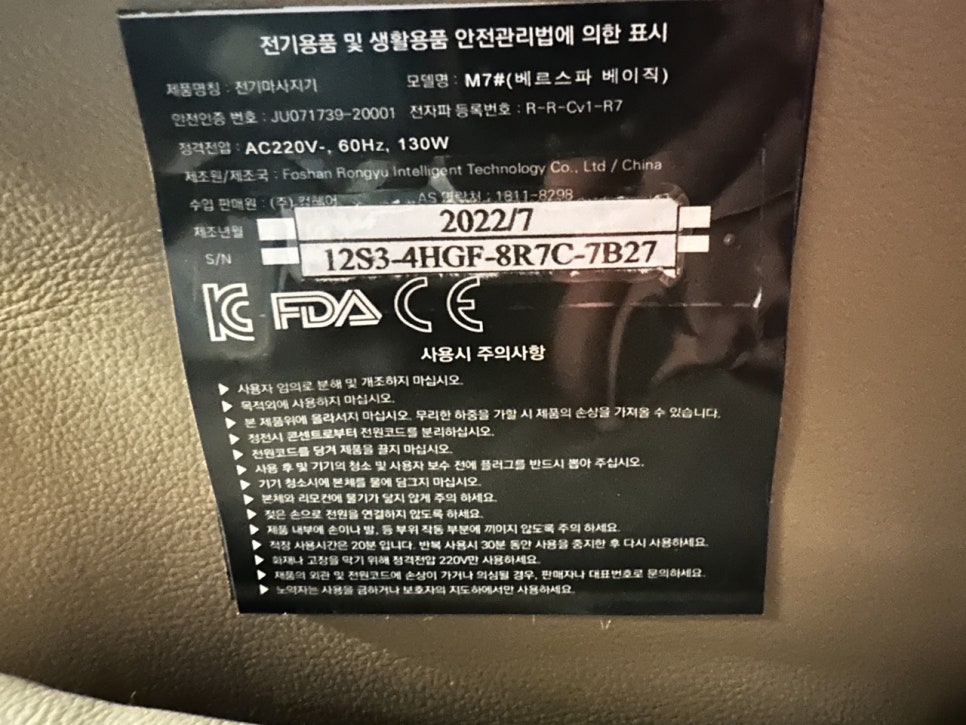 전기용품 및 생활용품 안전관리법에 의한 표시
제품명칭 : 전기마사지기 모델명 : M7#(베르스파 베이직)
안전인증 번호 : JU071739-20001 전자파 등록번호 : R-R-Cv1-R7
정격전압 : AC220V-, 60Hz, 130W
제조원/제조국 : Foshan Rongyu Intelligent Technology Co., Ltd / China
수입 판매원 : (주) AS 연락처 : 1811-8298
제조년월 2022/7
S/N 12S3-4HGF-8R7C-7B27
KC FDA CE
사용시 주의사항
▶ 사용자 임의로 분해 및 개조하지 마십시오.
▶ 목적외에 사용하지 마십시오.
▶ 본 제품위에 올라서지 마십시오. 무리한 하중을 가할 시 제품의 손상을 가져올 수 있습니다.
▶ 정전시 콘센트로부터 전원코드를 분리하십시오.
▶ 전원코드를 당겨 제품을 끌지 마십시오.
▶ 사용 후 및 기기의 청소 및 사용자 보수 전에 플러그를 반드시 뽑아 주십시오.
▶ 기기 청소시에 본체를 물에 담그지 마십시오.
▶ 본체와 리모컨에 물기가 닿지 않게 주의 하세요.
▶ 젖은 손으로 전원을 연결하지 않도록 하세요.
▶ 제품 내부에 손이나 발, 등 부위 작동 부분에 끼이지 않도록 주의 하세요.
▶ 적정 사용시간은 20분 입니다. 반복 사용시 30분 동안 사용을 중지한 후 다시 사용하세요.
▶ 화재나 고장을 막기 위해 정격전압 220V만 사용하세요.
▶ 제품의 외관 및 전원코드에 손상이 가거나 의심될 경우, 판매자나 대표번호로 문의하세요.
▶ 노약자는 사용을 금하거나 보호자의 지도하에서만 사용하세요.